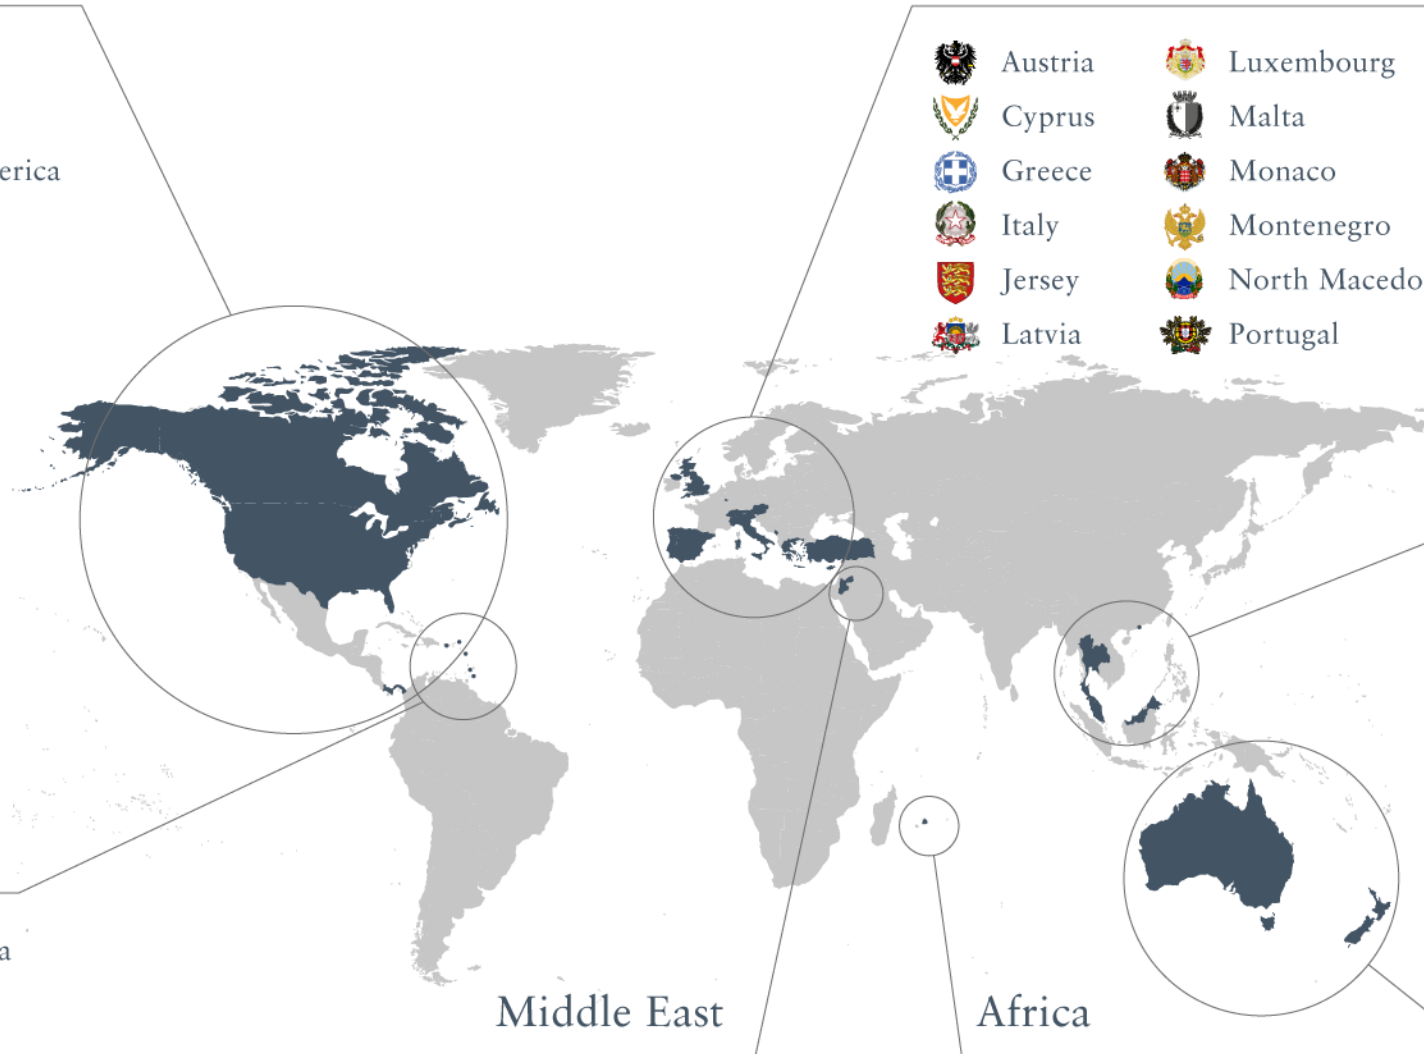 erica
Austria
Cyprus
Greece
Italy
Jersey
Latvia
Luxembourg
Malta
Monaco
Montenegro
North Macedo
Portugal
a
Middle East
Africa